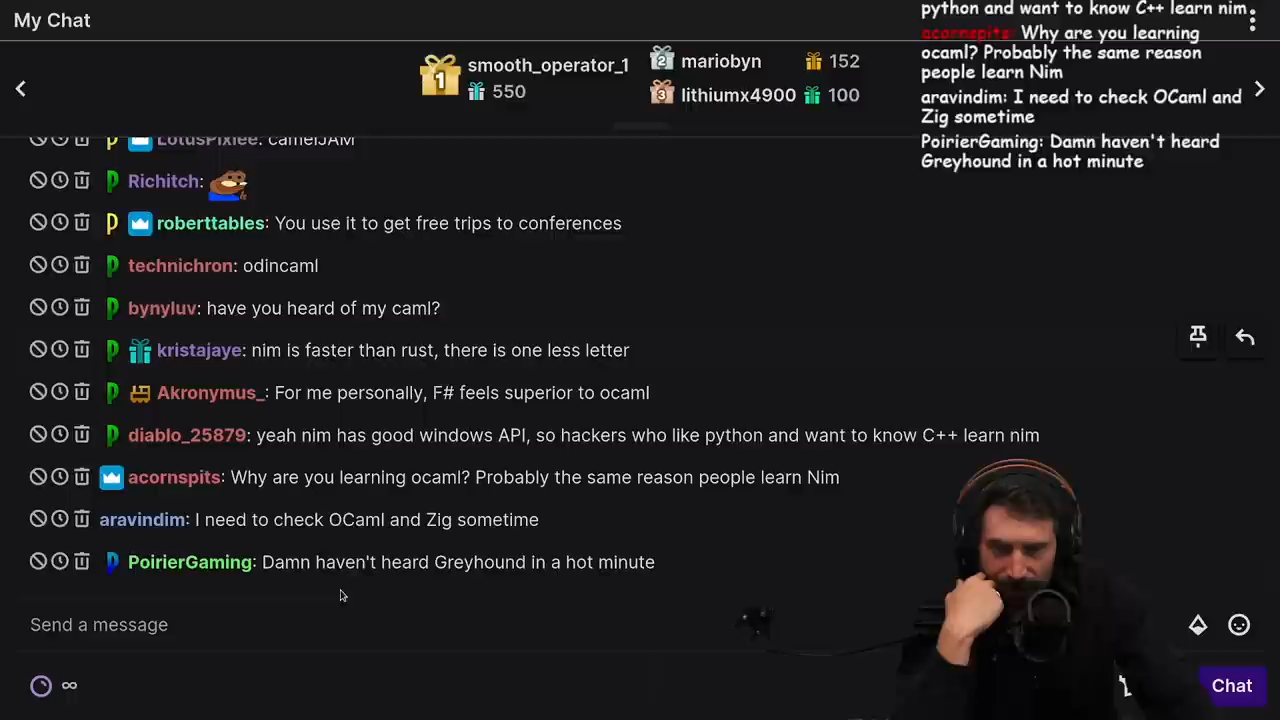 My Chat
smooth_operator_1
550
mariobyn
152
lithiumx4900
100
LotusPixiee: camelJAM
Richitch:
roberttables: You use it to get free trips to conferences
technichron: odincaml
bynyluv: have you heard of my caml?
kristajaye: nim is faster than rust, there is one less letter
Akronymus_: For me personally, F# feels superior to ocaml
diablo_25879: yeah nim has good windows API, so hackers who like python and want to know C++ learn nim
acornspits: Why are you learning ocaml? Probably the same reason people learn Nim
aravindim: I need to check OCaml and Zig sometime
PoirierGaming: Damn haven't heard Greyhound in a hot minute
Send a message
Chat
python and want to know C++ learn nim
acornspits: Why are you learning
ocaml? Probably the same reason
people learn Nim
aravindim: I need to check OCaml and
Zig sometime
PoirierGaming: Damn haven't heard
Greyhound in a hot minute